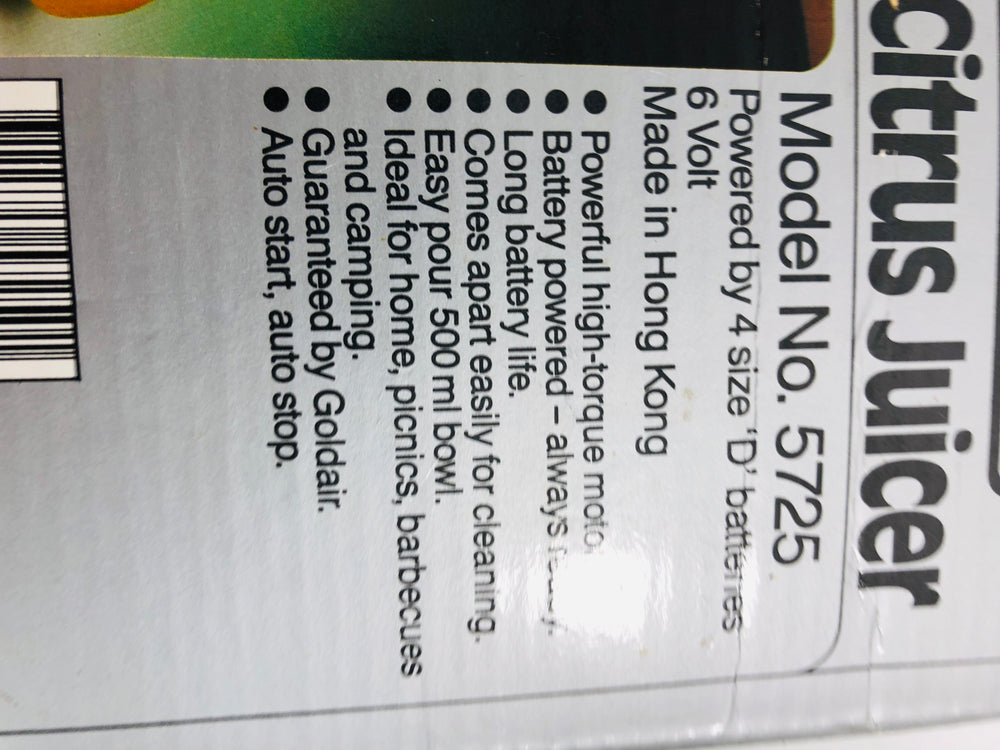 citrus Juicer
Model No. 5725
Powered by 4 size 'D' batteries
6 Volt
Made in Hong Kong
● Powerful high-torque
● Battery powered – always
● Long battery life.
● Comes apart easily for cleaning.
● Easy pour 500 ml bowl.
● Ideal for home, picnics, barbecues
and camping.
● Guaranteed by Goldair.
● Auto start, auto stop.